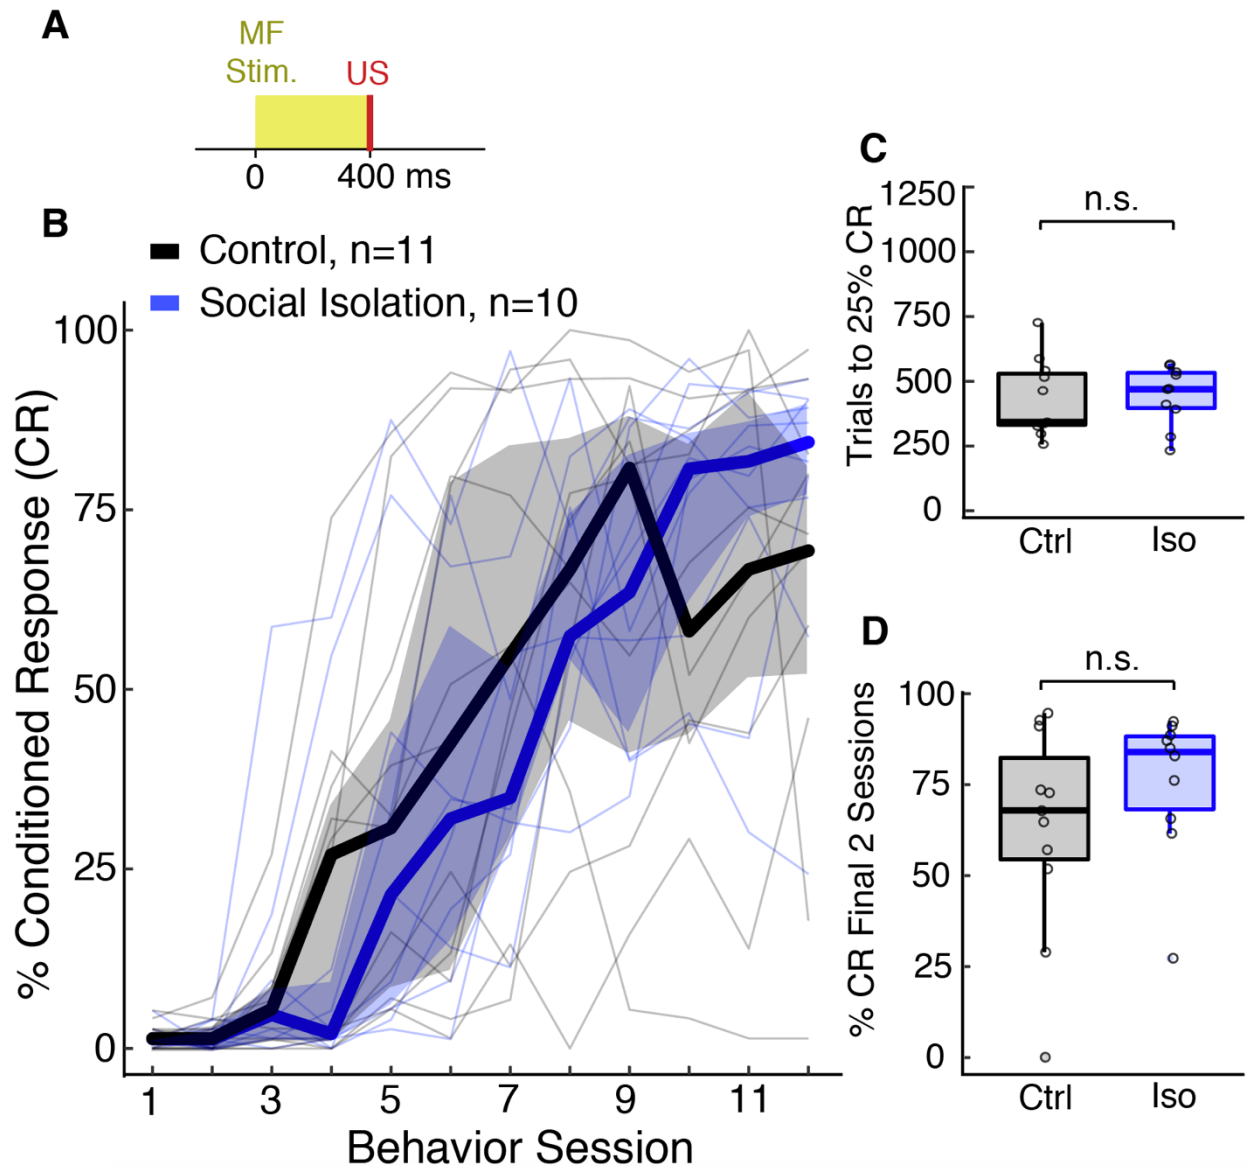 A
MF
Stim.
US
0
400 ms
B
Control, n=11
Social Isolation, n=10
% Conditioned Response (CR)
100
75
50
25
0
1
3
5
7
9
11
Behavior Session
C
n.s.
Trials to 25% CR
1250
1000
750
500
250
0
Ctrl
Iso
D
n.s.
% CR Final 2 Sessions
100
75
50
25
0
Ctrl
Iso